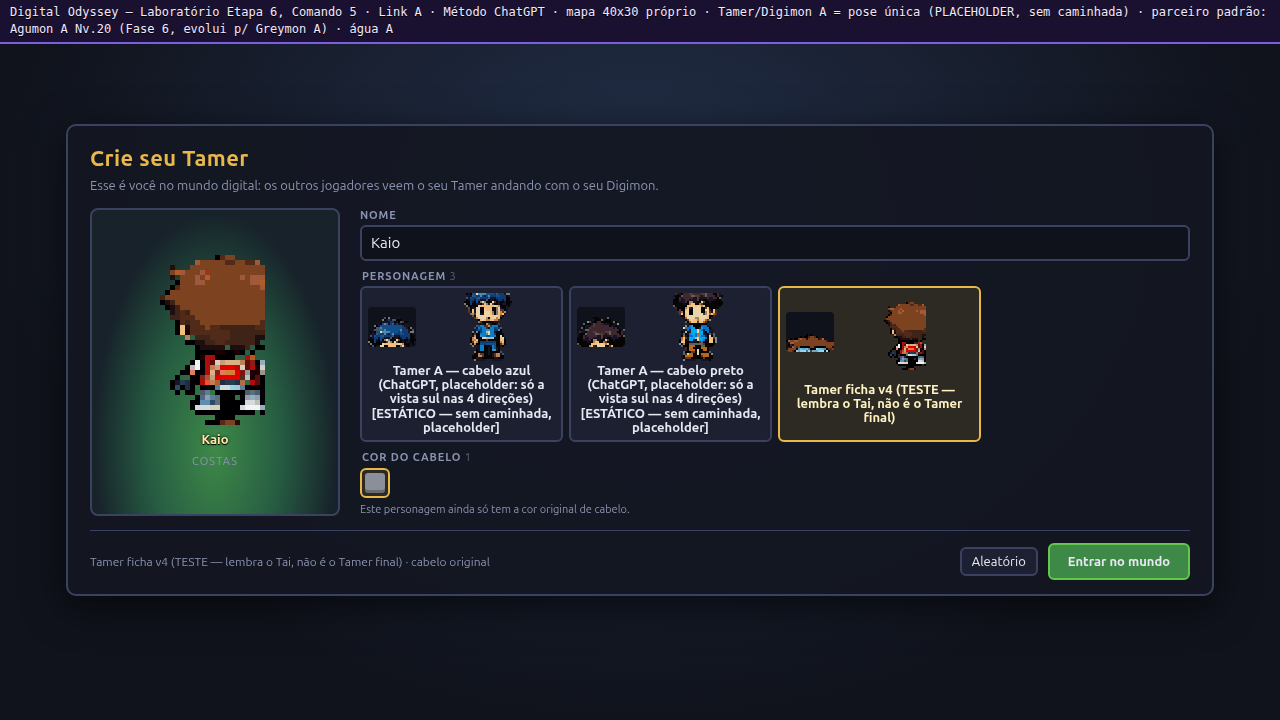 Digital Odyssey — Laboratório Etapa 6, Comando 5 · Link A · Método ChatGPT · mapa 40x30 próprio · Tamer/Digimon A = pose única (PLACEHOLDER, sem caminhada) · parceiro padrão:
Agumon A Nv.20 (Fase 6, evolui p/ Greymon A) · água A
Crie seu Tamer
Esse é você no mundo digital: os outros jogadores veem o seu Tamer andando com o seu Digimon.
NOME
Kaio
PERSONAGEM 3
Tamer A — cabelo azul
(ChatGPT, placeholder: só a
vista sul nas 4 direções)
[ESTÁTICO — sem caminhada,
placeholder]
Tamer A — cabelo preto
(ChatGPT, placeholder: só a
vista sul nas 4 direções)
[ESTÁTICO — sem caminhada,
placeholder]
Tamer ficha v4 (TESTE —
lembra o Tai, não é o Tamer
final)
Kaio
COSTAS
COR DO CABELO 1
Este personagem ainda só tem a cor original de cabelo.
Tamer ficha v4 (TESTE — lembra o Tai, não é o Tamer final) · cabelo original
Aleatório
Entrar no mundo